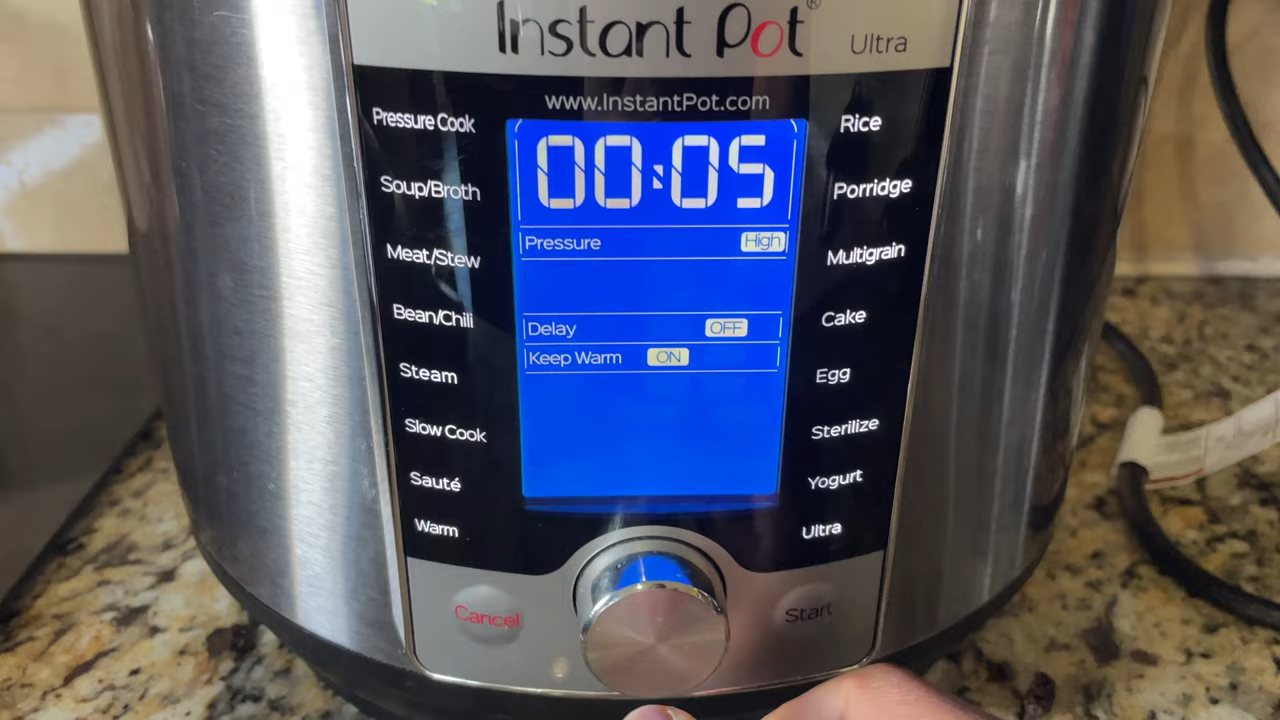 Instant Pot® Ultra
www.InstantPot.com
Pressure Cook
Soup/Broth
Meat/Stew
Bean/Chili
Steam
Slow Cook
Sauté
Warm
00:05
Pressure High
Delay OFF
Keep Warm ON
Rice
Porridge
Multigrain
Cake
Egg
Sterilize
Yogurt
Ultra
Cancel
Start